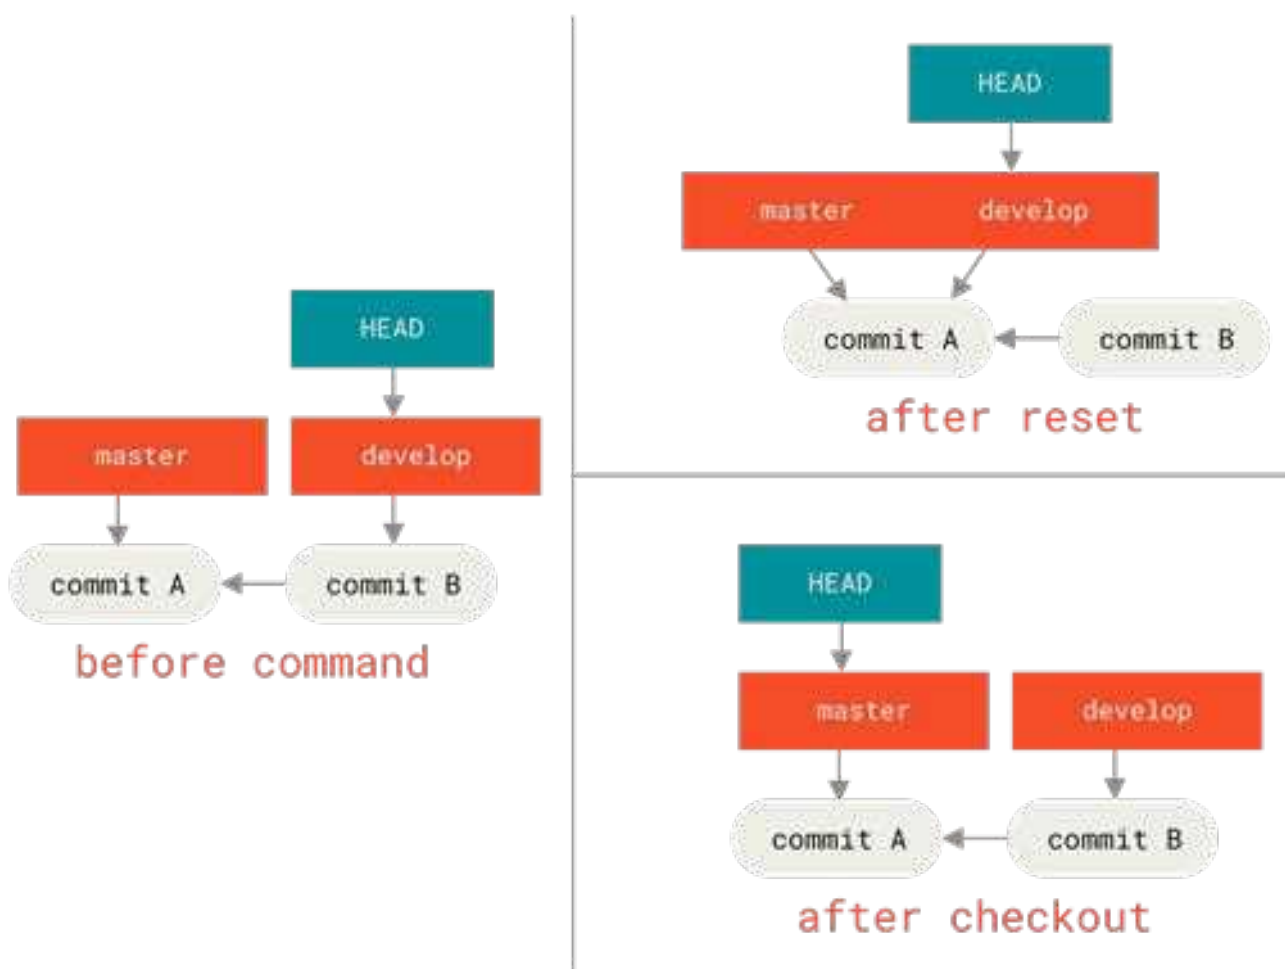 HEAD
master develop
commit A commit B
before command
HEAD
master develop
commit A commit B
after reset
HEAD
master develop
commit A commit B
after checkout